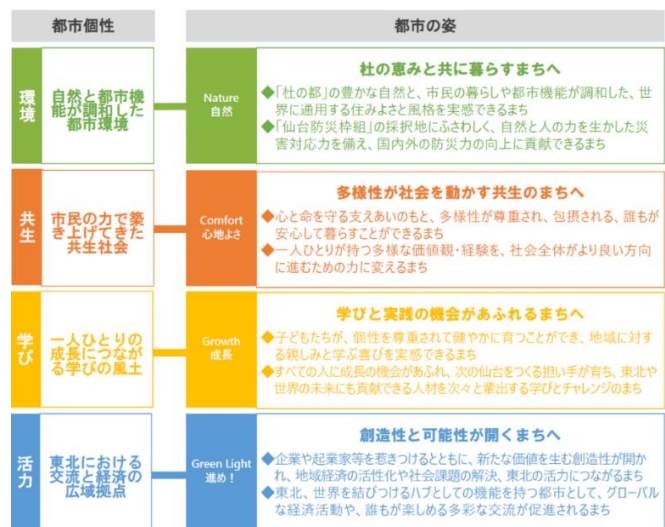 都市個性
都市の姿
環境
自然と都市機
能が調和した
都市環境
Nature
自然
杜の恵みと共に暮らすまちへ
◆「杜の都」の豊かな自然と、市民の暮らしや都市機能が調和した、世
界に通用する住みよさと風格を実感できるまち
◆「仙台防災枠組」の採択地にふさわしく、自然と人の力を生かした災
害対応力を備え、国内外の防災力の向上に貢献できるまち
共生
市民の力で築
き上げてきた
共生社会
Comfort
心地よさ
多様性が社会を動かす共生のまちへ
◆心と命を守る支えあいのもと、多様性が尊重され、包摂される、誰もが
安心して暮らすことができるまち
◆一人ひとりが持つ多様な価値観・経験を、社会全体がより良い方向
に進むための力に変えるまち
学び
一人ひとりの
成長につなが
る学びの風土
Growth
成長
学びと実践の機会があふれるまちへ
◆子どもたちが、個性を尊重されて健やかに育つことができ、地域に対す
る親しみと学ぶ喜びを実感できるまち
◆すべての人に成長の機会があふれ、次の仙台をつくる担い手が育ち、東北や
世界の未来にも貢献できる人材を次々と輩出する学びとチャレンジのまち
活力
東北における
交流と経済の
広域拠点
Green Light
進め！
創造性と可能性が開くまちへ
◆企業や起業家等を惹きつけるとともに、新たな価値を生む創造性が開か
れ、地域経済の活性化や社会課題の解決、東北の活力につながるまち
◆東北、世界を結びつけるハブとしての機能を持つ都市として、グローバル
な経済活動や、誰もが楽しめる多彩な交流が促進されるまち